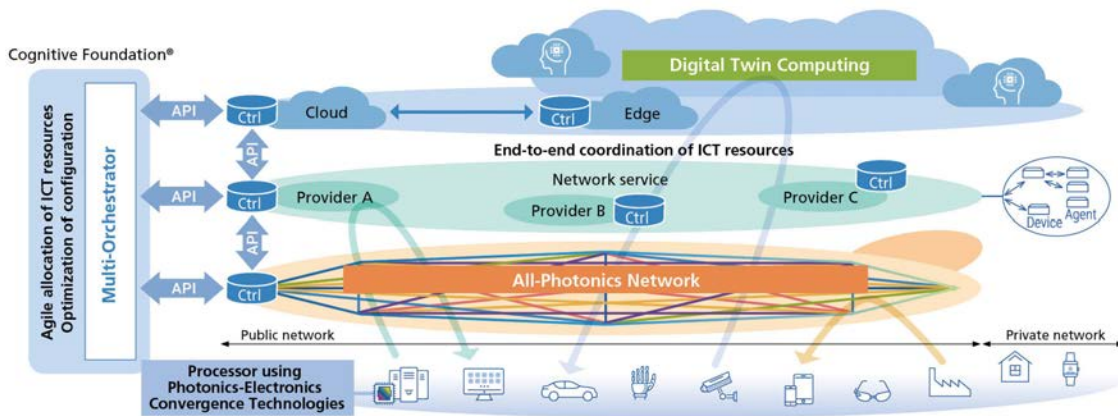 Cognitive Foundation®
Agile allocation of ICT resources
Optimization of configuration
Multi-Orchestrator
API
Ctrl
Cloud
Ctrl
Edge
Digital Twin Computing
API
End-to-end coordination of ICT resources
API
Ctrl
Provider A
Network service
Provider B
Ctrl
Provider C
Ctrl
Device
Agent
API
API
Ctrl
All-Photonics Network
Public network
Private network
Processor using
Photonics-Electronics
Convergence Technologies